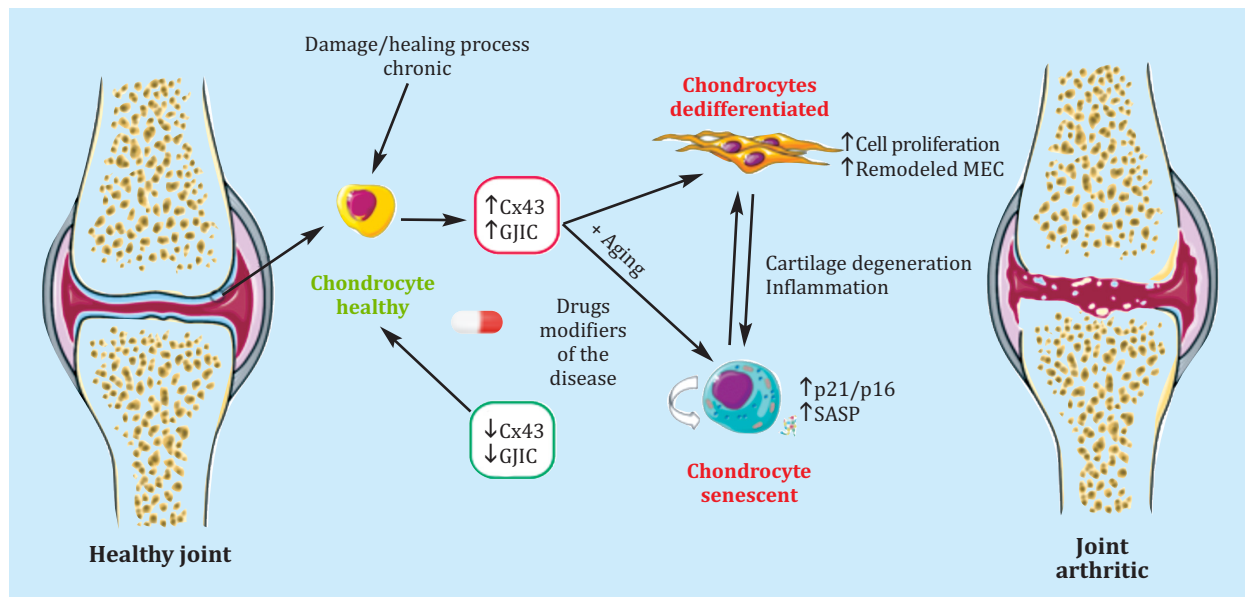 Damage/healing process
chronic
Chondrocytes
dedifferentiated
↑Cell proliferation
↑Remodeled MEC
↑Cx43
↑GJIC
+ Aging
Chondrocyte
healthy
Drugs
modifiers
of the
disease
Cartilage degeneration
Inflammation
↓Cx43
↓GJIC
↑p21/p16
↑SASP
Chondrocyte
senescent
Healthy joint
Joint
arthritic